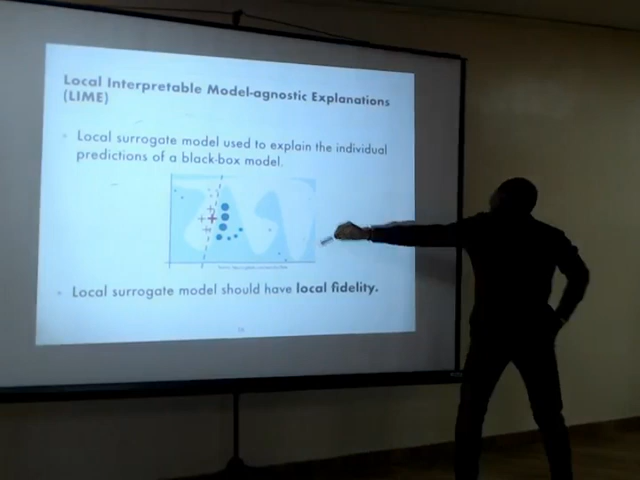 Local Interpretable Model-agnostic Explanations
(LIME)
Local surrogate model used to explain the individual
predictions of a black-box model.
Local surrogate model should have local fidelity.